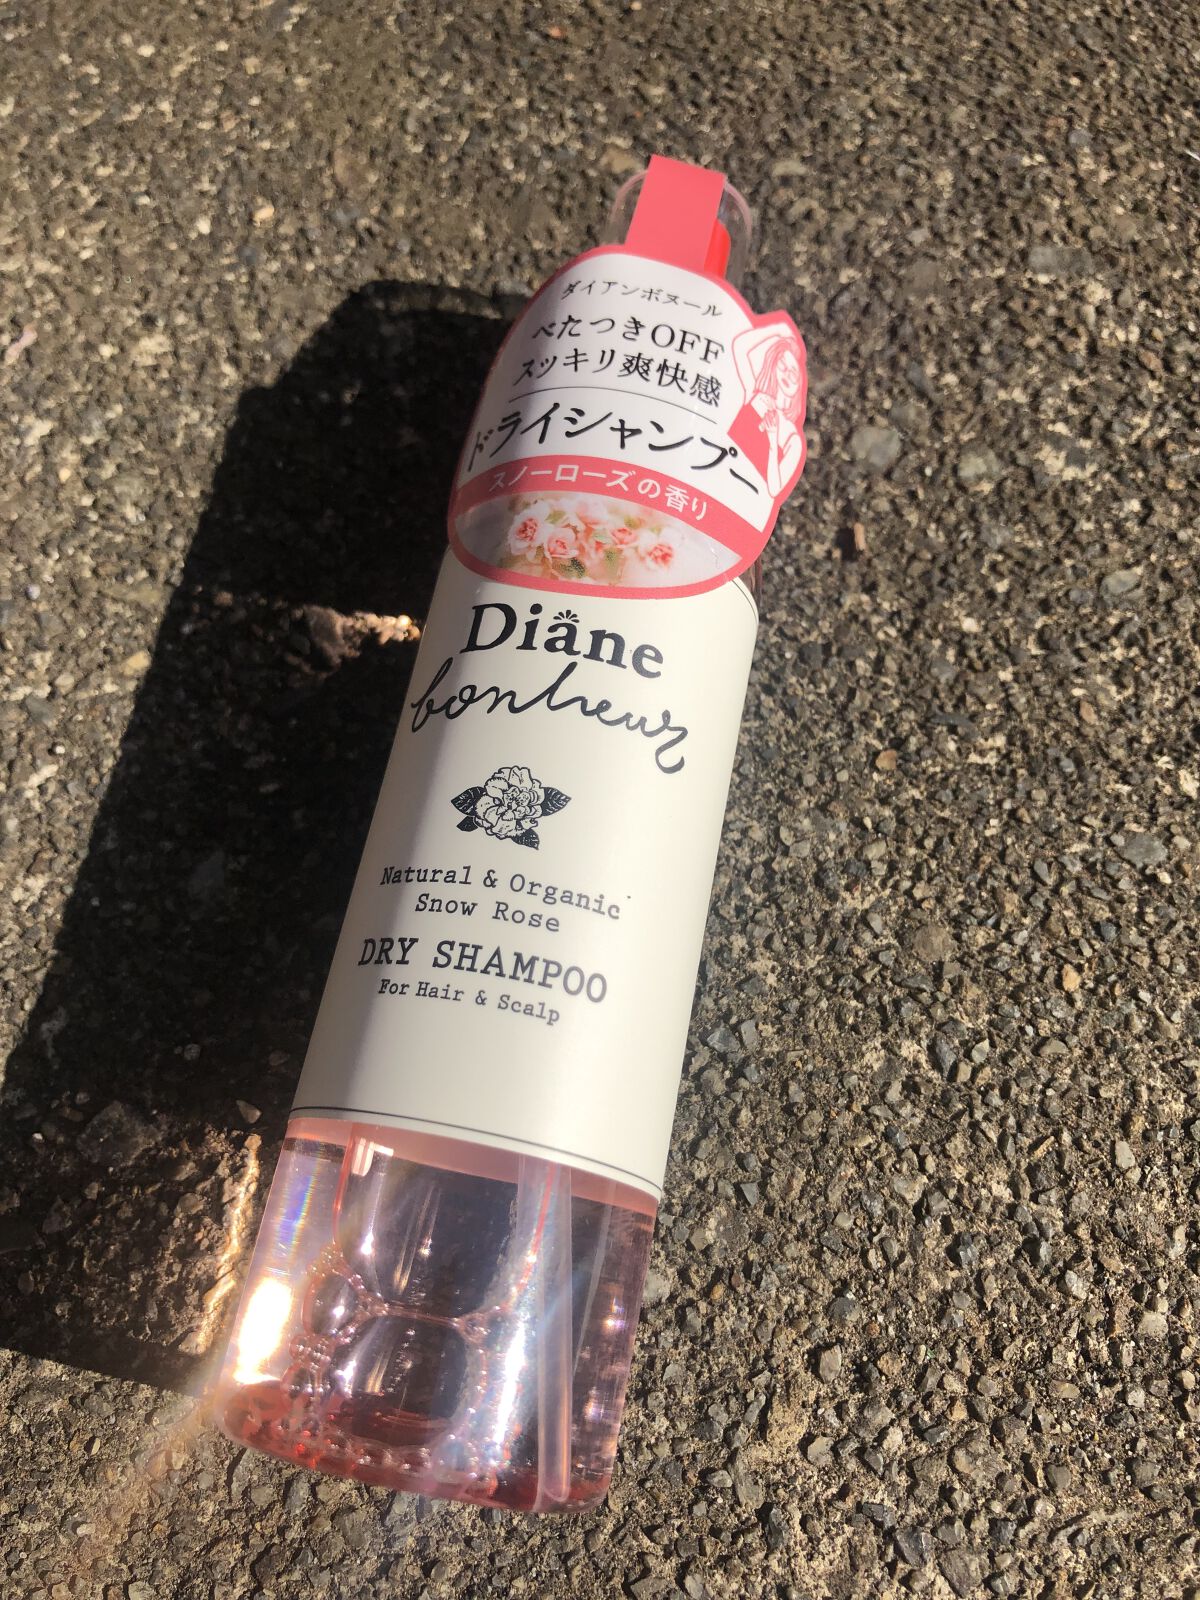 ダイアンボヌール
べたつきOFF
スッキリ爽快感
ドライシャンプー
スノーローズの香り
Diane
bonheur
Natural & Organic
Snow Rose
DRY SHAMPOO
For Hair & Scalp